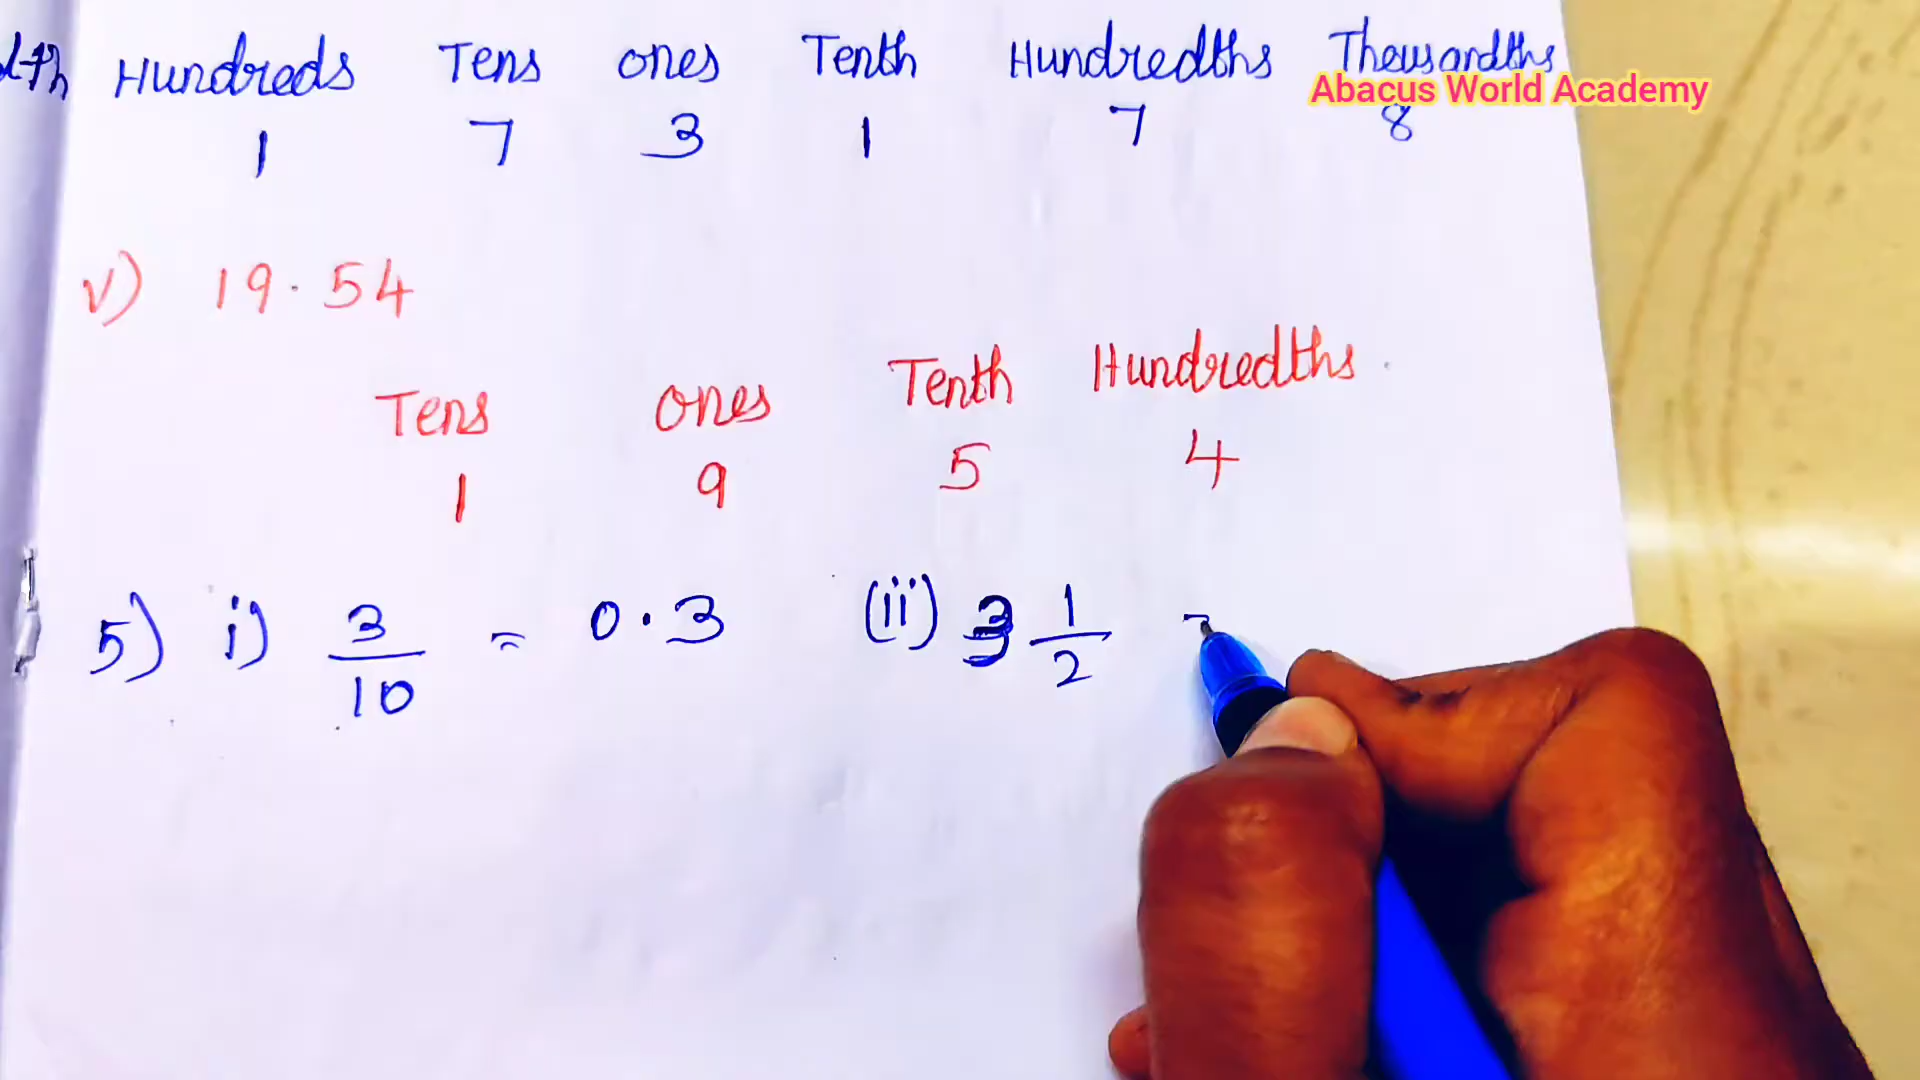 Hundreds Tens ones Tenth Hundredths Thousandths
Abacus World Academy
1 7 3 1 7 8
v) 19.54
Tens ones Tenth Hundredths
1 9 5 4
5) i) 3/10 = 0.3 (ii) 3 1/2